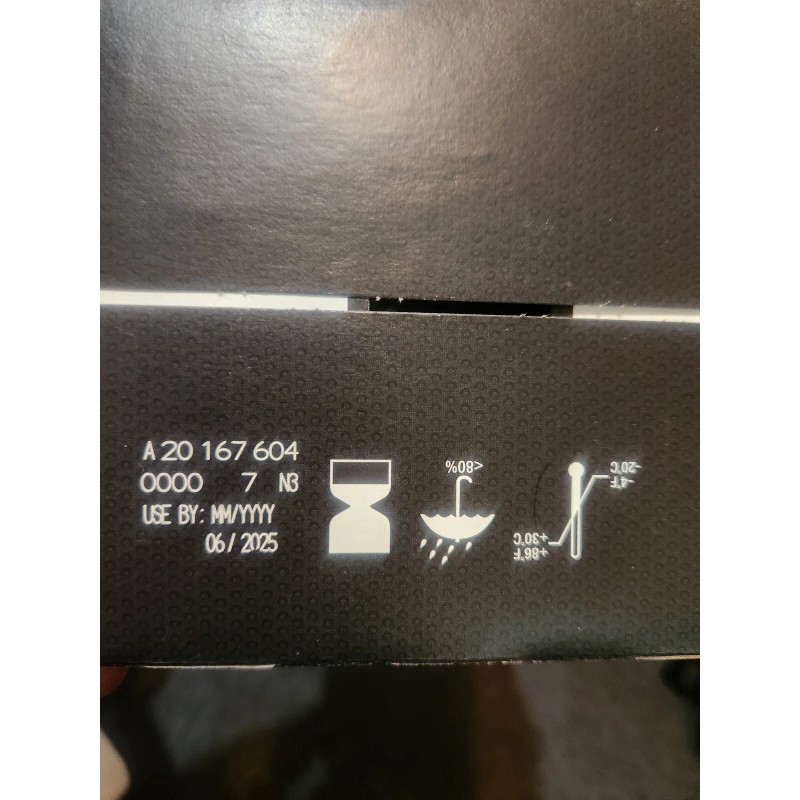 A 20 167 604
0000 7 N3
USE BY: MM/YYYY
06/2025
<80%
-20°C
-4°F
+30°C
+86°F